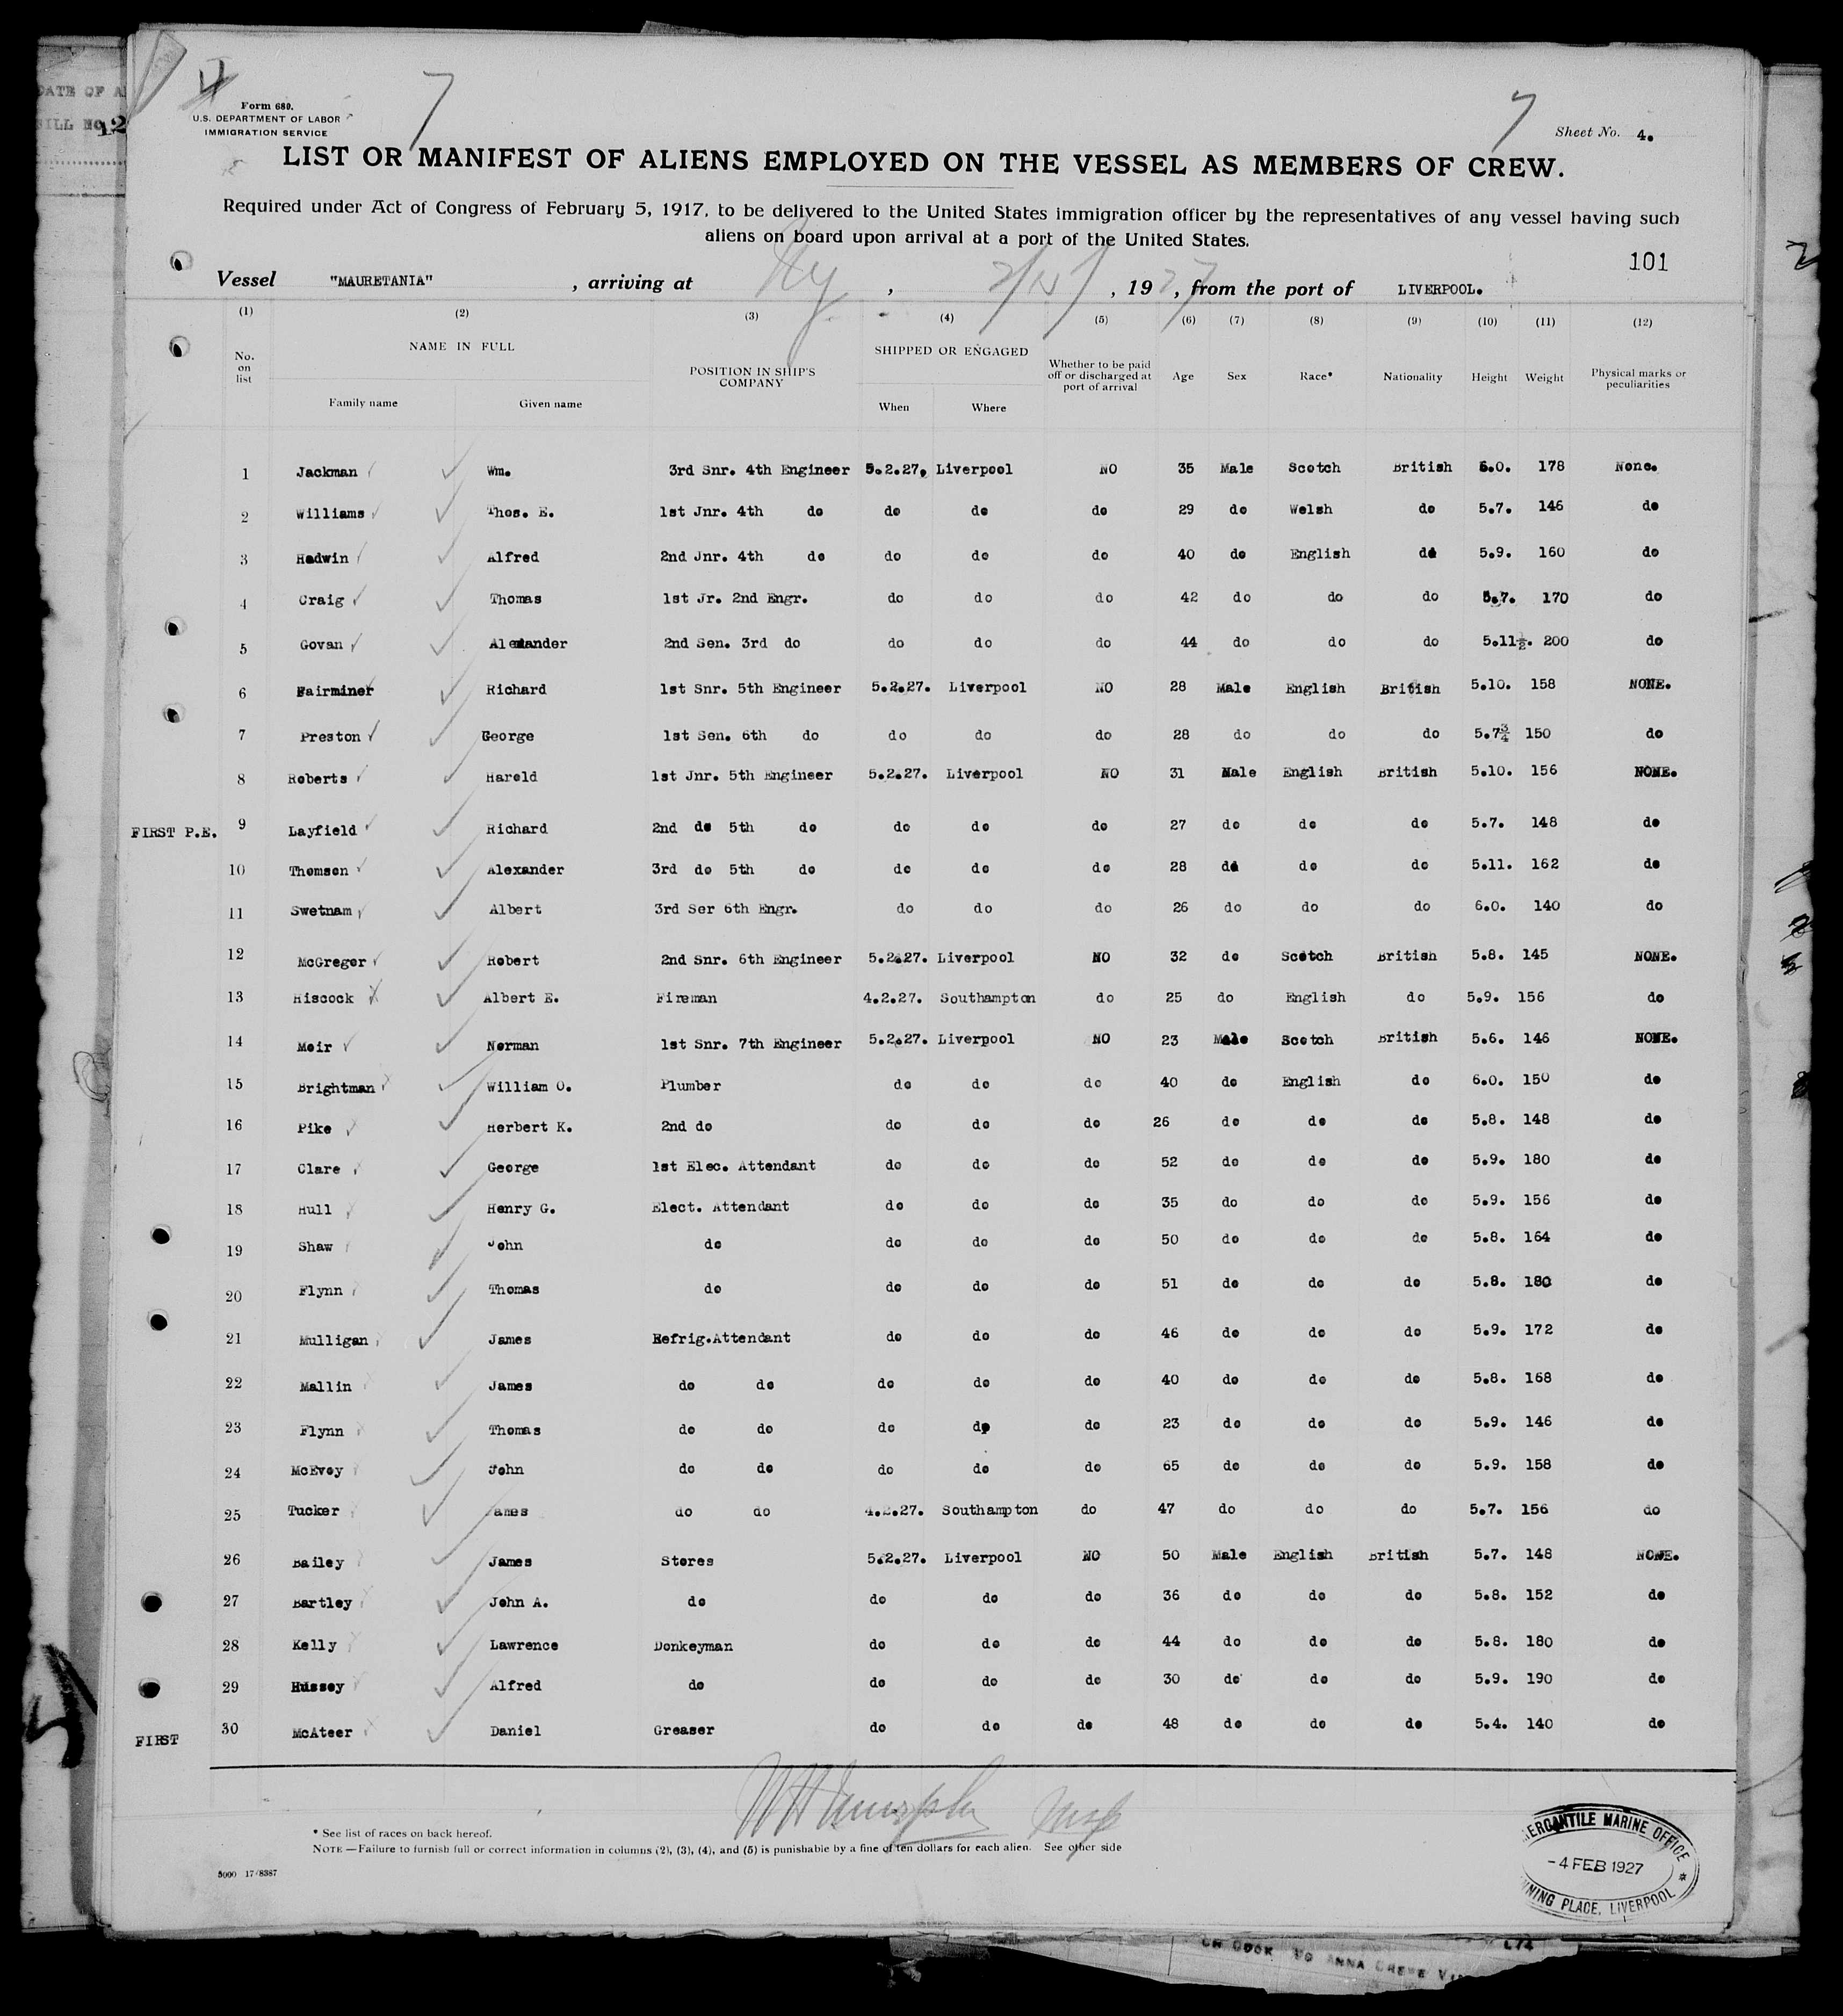 DATE OF A
BILL No 12
Form 680.
U.S. DEPARTMENT OF LABOR
IMMIGRATION SERVICE
7
7
Sheet No. 4.
LIST OR MANIFEST OF ALIENS EMPLOYED ON THE VESSEL AS MEMBERS OF CREW.
Required under Act of Congress of February 5, 1917, to be delivered to the United States immigration officer by the representatives of any vessel having such
aliens on board upon arrival at a port of the United States.
101
Vessel "MAURETANIA" , arriving at Ny , 2/15/ , 1927, from the port of LIVERPOOL.
(1) (2) (3) (4) (5) (6) (7) (8) (9) (10) (11) (12)
No. on list NAME IN FULL POSITION IN SHIP'S COMPANY SHIPPED OR ENGAGED Whether to be paid off or discharged at port of arrival Age Sex Race* Nationality Height Weight Physical marks or peculiarities
Family name Given name When Where
1 Jackman Wm. 3rd Snr. 4th Engineer 5.2.27. Liverpool NO 35 Male Scotch British 6.0. 178 None.
2 Williams Thos. E. 1st Jnr. 4th do do do do 29 do Welsh do 5.7. 146 do
3 Hadwin Alfred 2nd Jnr. 4th do do do do 40 do English do 5.9. 160 do
4 Craig Thomas 1st Jr. 2nd Engr. do do do 42 do do do 5.7. 170 do
5 Govan Alexander 2nd Sen. 3rd do do do do 44 do do do 5.11½. 200 do
6 Fairminer Richard 1st Snr. 5th Engineer 5.2.27. Liverpool NO 28 Male English British 5.10. 158 NONE.
7 Preston George 1st Sen. 6th do do do do 28 do do do 5.7¾ 150 do
8 Roberts Harold 1st Jnr. 5th Engineer 5.2.27. Liverpool NO 31 Male English British 5.10. 156 NONE.
FIRST P.E. 9 Layfield Richard 2nd do 5th do do do do 27 do do do 5.7. 148 do
10 Thomson Alexander 3rd do 5th do do do do 28 do do do 5.11. 162 do
11 Swetnam Albert 3rd Ser 6th Engr. do do do 26 do do do 6.0. 140 do
12 McGregor Robert 2nd Snr. 6th Engineer 5.2.27. Liverpool NO 32 do Scotch British 5.8. 145 NONE.
13 Hiscock Albert E. Fireman 4.2.27. Southampton do 25 do English do 5.9. 156 do
14 Moir Norman 1st Snr. 7th Engineer 5.2.27. Liverpool NO 23 Male Scotch British 5.6. 146 NONE.
15 Brightman William O. Plumber do do do 40 do English do 6.0. 150 do
16 Pike Herbert K. 2nd do do do do 26 do do do 5.8. 148 do
17 Clare George 1st Elec. Attendant do do do 52 do do do 5.9. 180 do
18 Hull Henry G. Elect. Attendant do do do 35 do do do 5.9. 156 do
19 Shaw John do do do do 50 do do do 5.8. 164 do
20 Flynn Thomas do do do do 51 do do do 5.8. 180 do
21 Mulligan James Refrig.Attendant do do do 46 do do do 5.9. 172 do
22 Mallin James do do do do do 40 do do do 5.8. 168 do
23 Flynn Thomas do do do do do 23 do do do 5.9. 146 do
24 McEvoy John do do do do do 65 do do do 5.9. 158 do
25 Tucker James do do 4.2.27. Southampton do 47 do do do 5.7. 156 do
26 Bailey James Stores 5.2.27. Liverpool NO 50 Male English British 5.7. 148 NONE.
27 Bartley John A. do do do do 36 do do do 5.8. 152 do
28 Kelly Lawrence Donkeyman do do do 44 do do do 5.8. 180 do
29 Hussey Alfred do do do do 30 do do do 5.9. 190 do
FIRST 30 McAteer Daniel Greaser do do do 48 do do do 5.4. 140 do
* See list of races on back hereof.
NOTE—Failure to furnish full or correct information in columns (2), (3), (4), and (5) is punishable by a fine of ten dollars for each alien. See other side
5000 17/8387
MERCANTILE MARINE OFFICE
-4 FEB 1927
NNING PLACE, LIVERPOOL